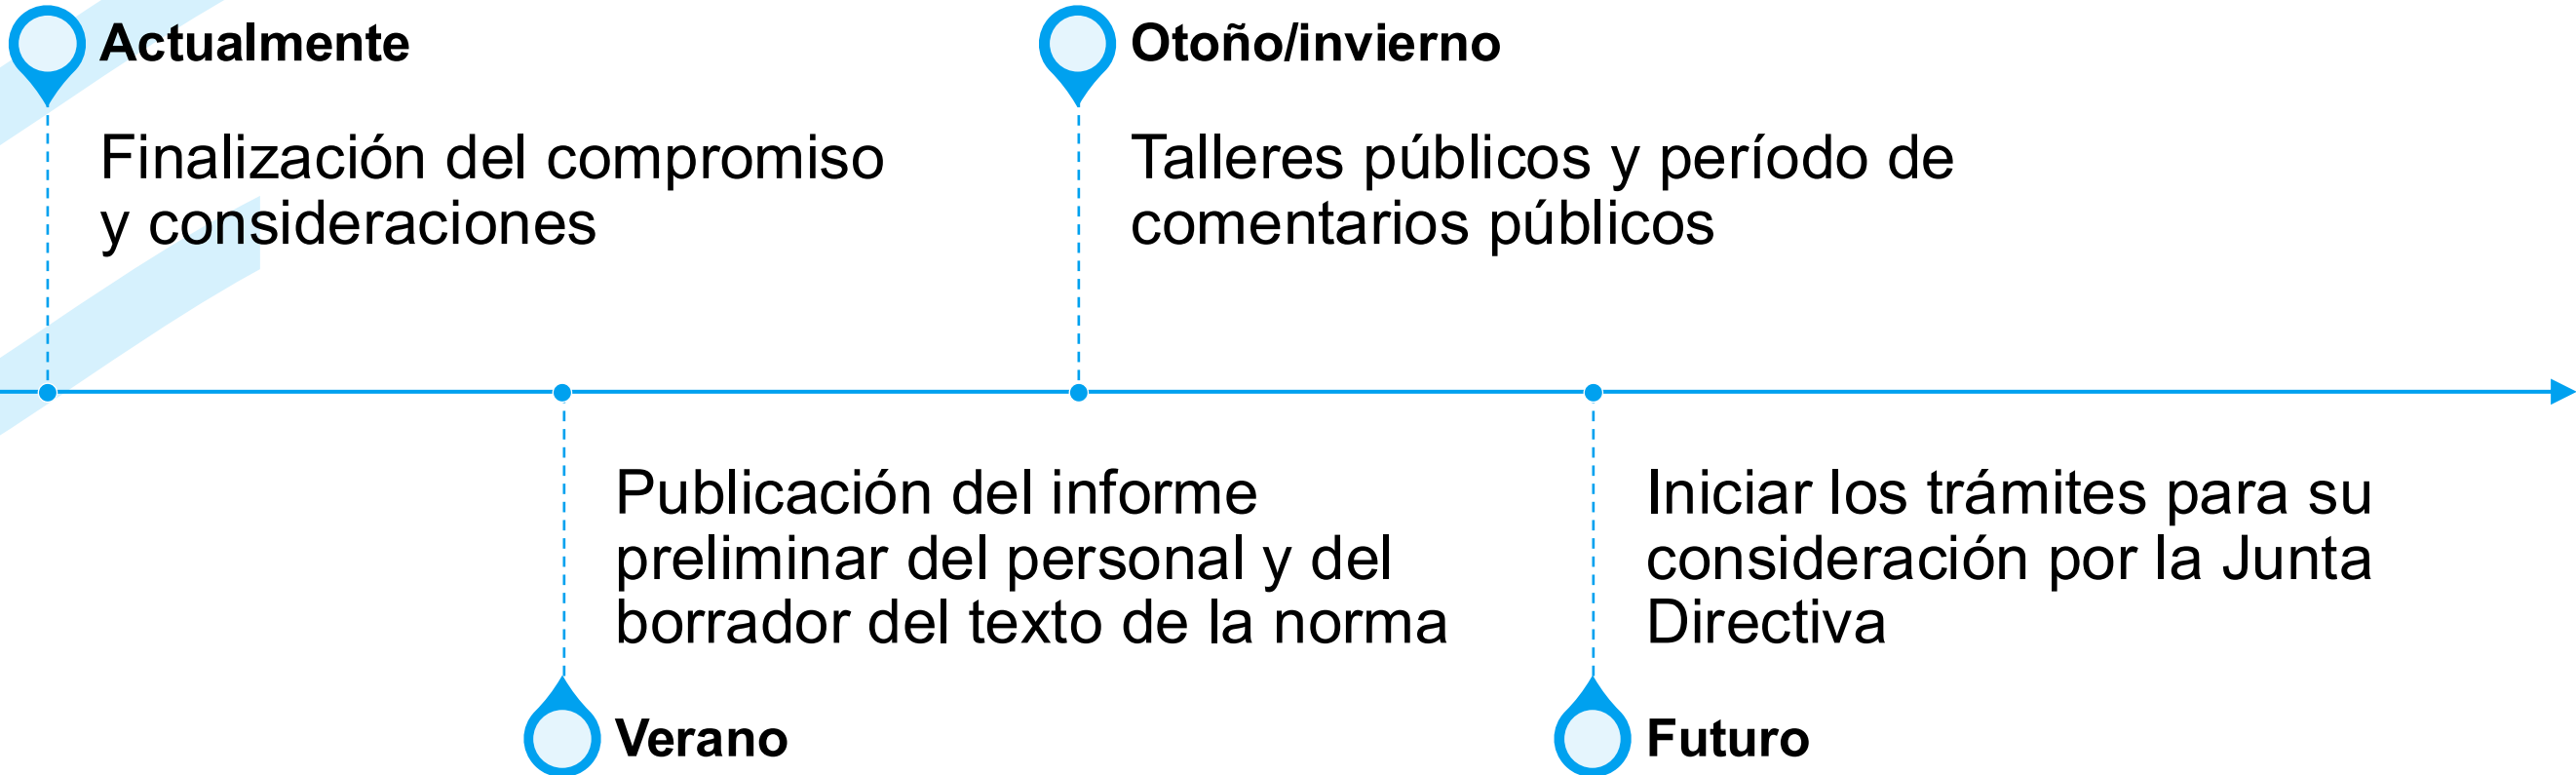 Actualmente
Finalización del compromiso
y consideraciones
Otoño/invierno
Talleres públicos y período de
comentarios públicos
Publicación del informe
preliminar del personal y del
borrador del texto de la norma
Verano
Iniciar los trámites para su
consideración por la Junta
Directiva
Futuro